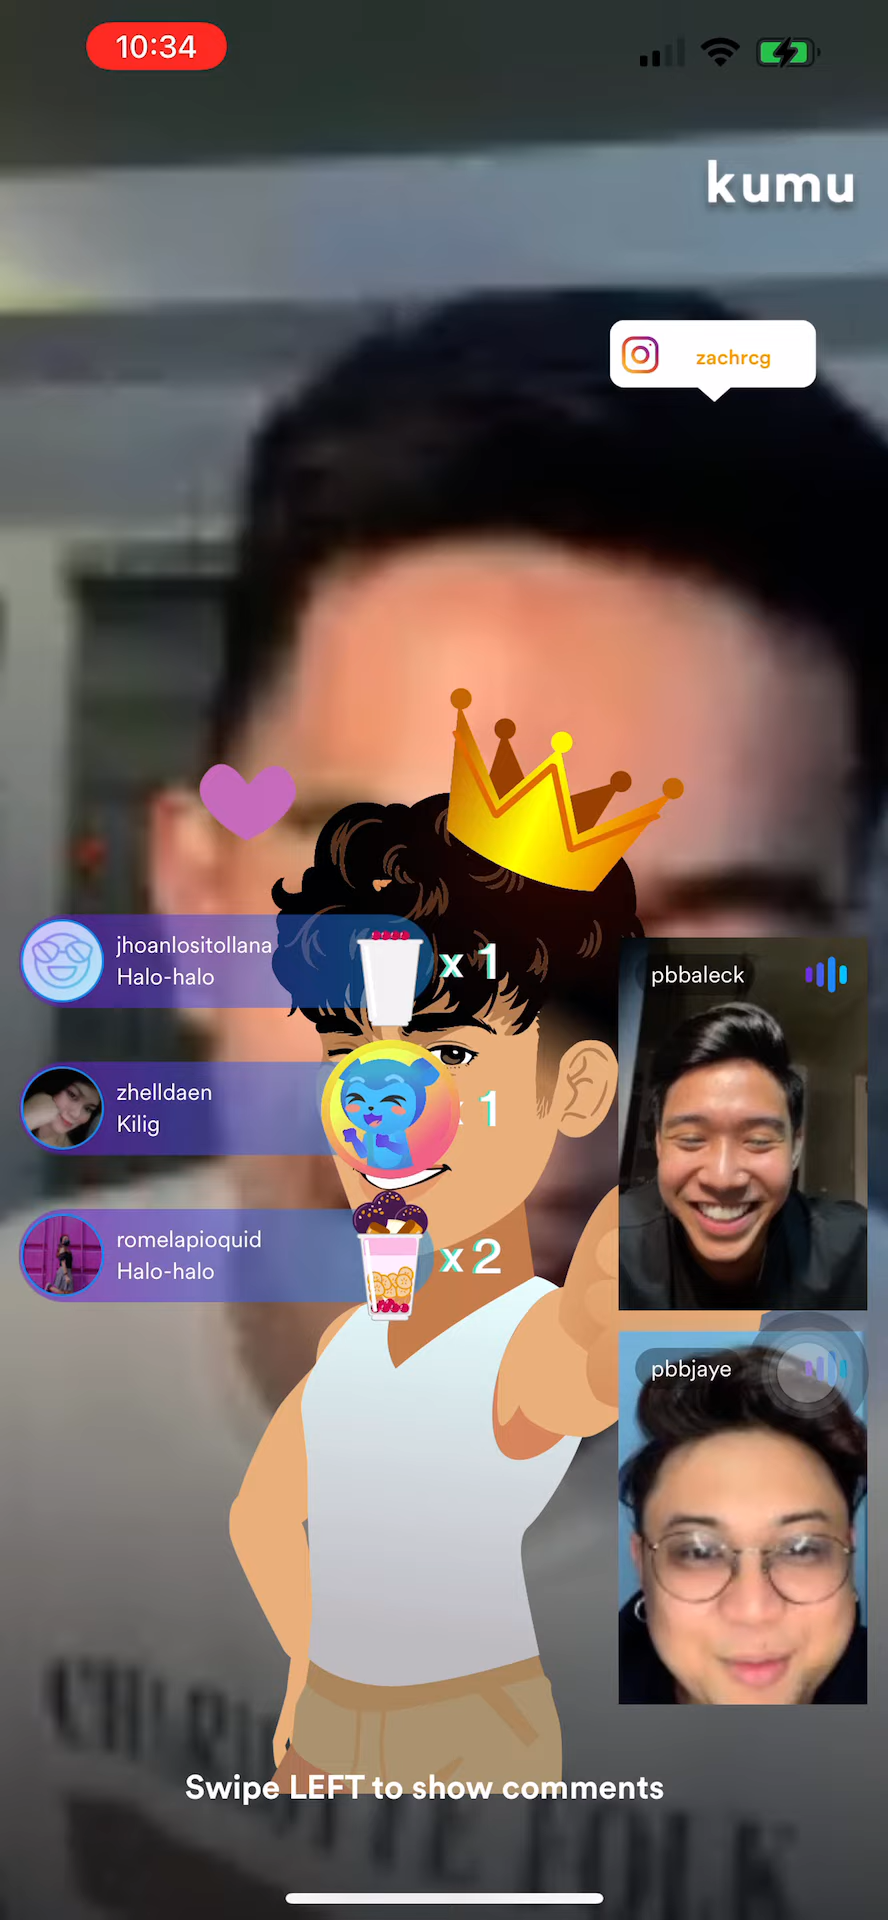 10:34
kumu
zachrcg
jhoanlositollana
Halo-halo
x 1
pbbaleck
zhelldaen
Kilig
1
romelapioquid
Halo-halo
x 2
pbbjaye
Swipe LEFT to show comments